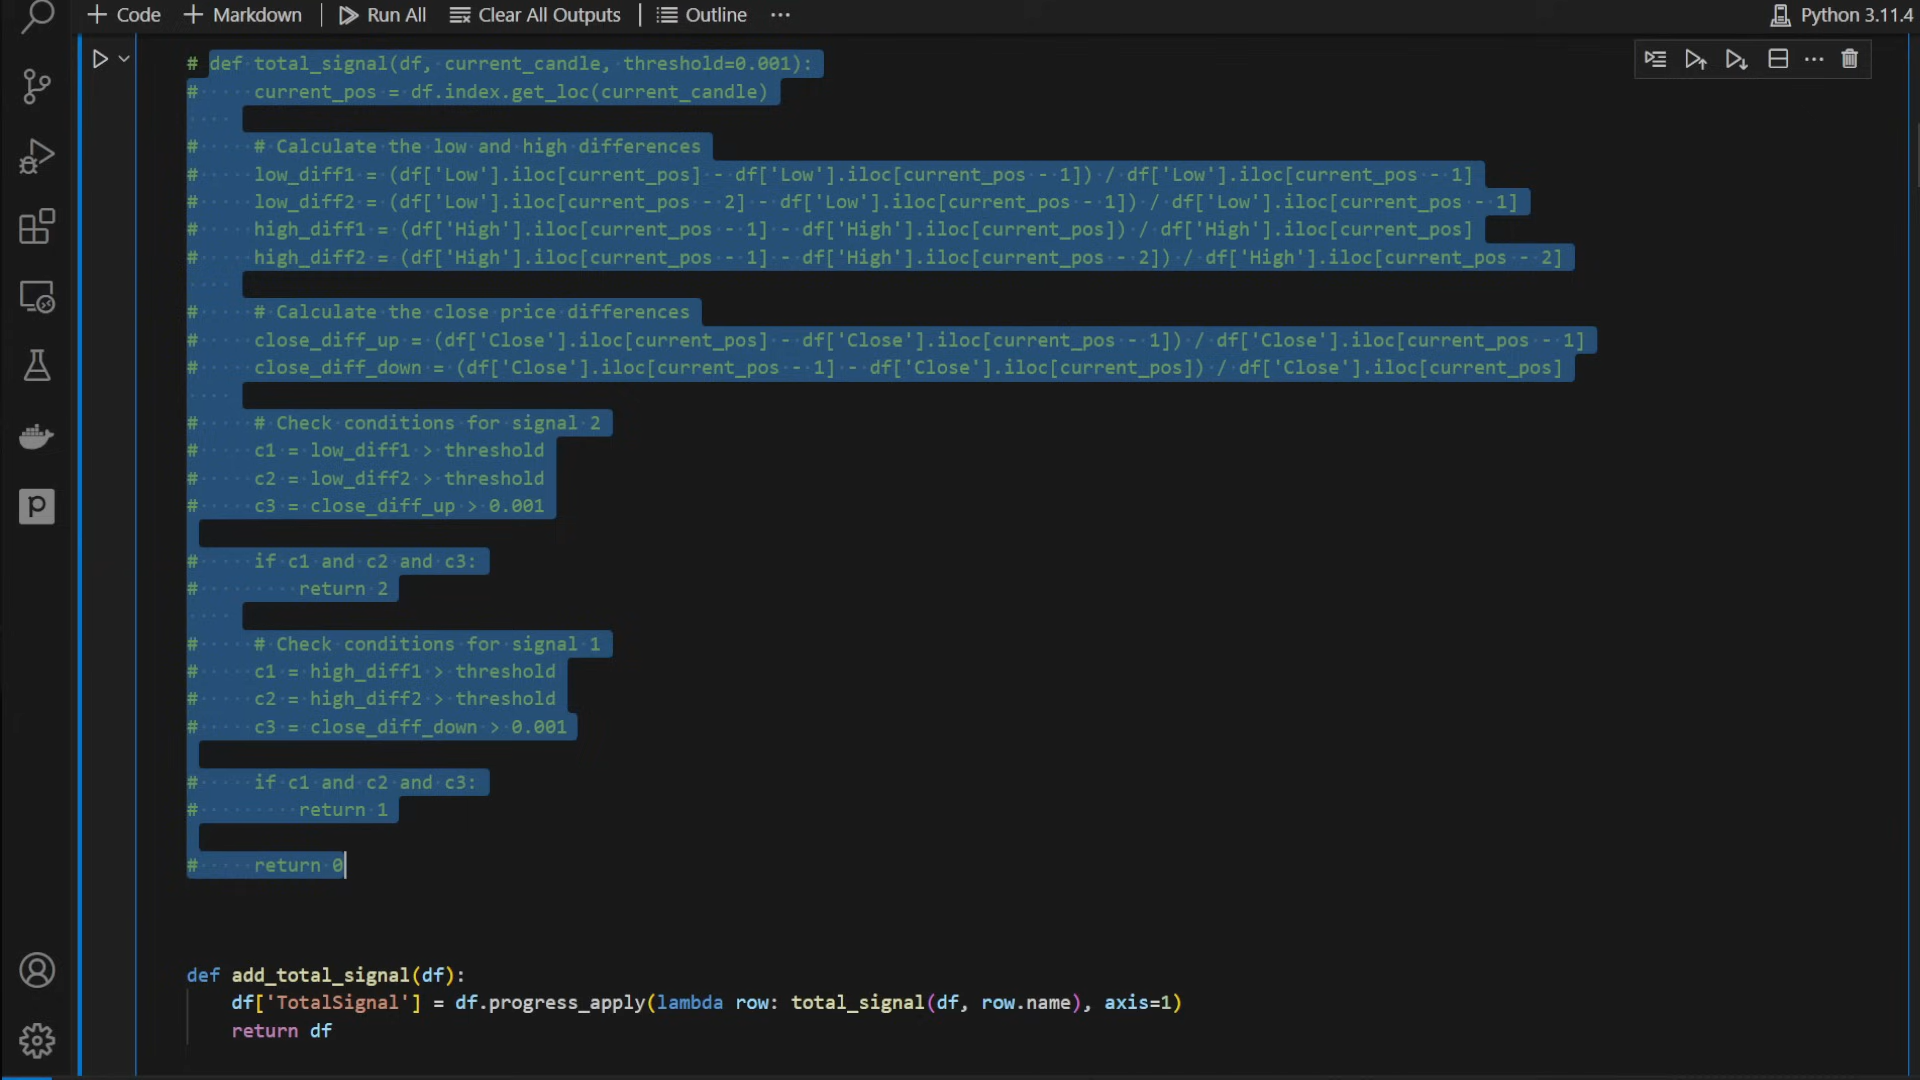 + Code + Markdown Run All Clear All Outputs Outline ··· Python 3.11.4
# def total_signal(df, current_candle, threshold=0.001):
#     current_pos = df.index.get_loc(current_candle)
#     # Calculate the low and high differences
#     low_diff1 = (df['Low'].iloc[current_pos] - df['Low'].iloc[current_pos - 1]) / df['Low'].iloc[current_pos - 1]
#     low_diff2 = (df['Low'].iloc[current_pos - 2] - df['Low'].iloc[current_pos - 1]) / df['Low'].iloc[current_pos - 1]
#     high_diff1 = (df['High'].iloc[current_pos - 1] - df['High'].iloc[current_pos]) / df['High'].iloc[current_pos]
#     high_diff2 = (df['High'].iloc[current_pos - 1] - df['High'].iloc[current_pos - 2]) / df['High'].iloc[current_pos - 2]
#     # Calculate the close price differences
#     close_diff_up = (df['Close'].iloc[current_pos] - df['Close'].iloc[current_pos - 1]) / df['Close'].iloc[current_pos - 1]
#     close_diff_down = (df['Close'].iloc[current_pos - 1] - df['Close'].iloc[current_pos]) / df['Close'].iloc[current_pos]
#     # Check conditions for signal 2
#     c1 = low_diff1 > threshold
#     c2 = low_diff2 > threshold
#     c3 = close_diff_up > 0.001
#     if c1 and c2 and c3:
#         return 2
#     # Check conditions for signal 1
#     c1 = high_diff1 > threshold
#     c2 = high_diff2 > threshold
#     c3 = close_diff_down > 0.001
#     if c1 and c2 and c3:
#         return 1
#     return 0
def add_total_signal(df):
    df['TotalSignal'] = df.progress_apply(lambda row: total_signal(df, row.name), axis=1)
    return df